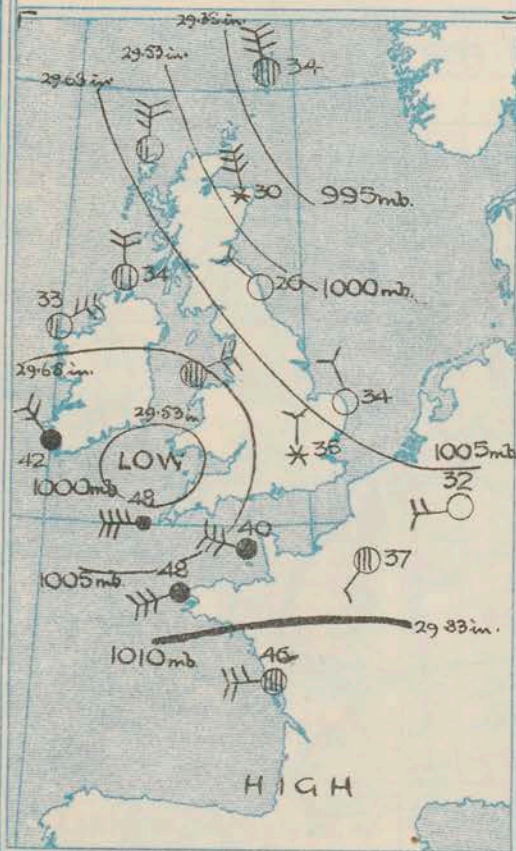 29.38 in.
34
29.53 in.
29.63 in.
30
995 mb.
34
26
1000 mb.
33
29.68 in.
34
29.53 in.
42
LOW
35
1005 mb.
1000 mb
48
32
40
1005 mb.
48
37
29.83 in.
1010 mb
46
HIGH